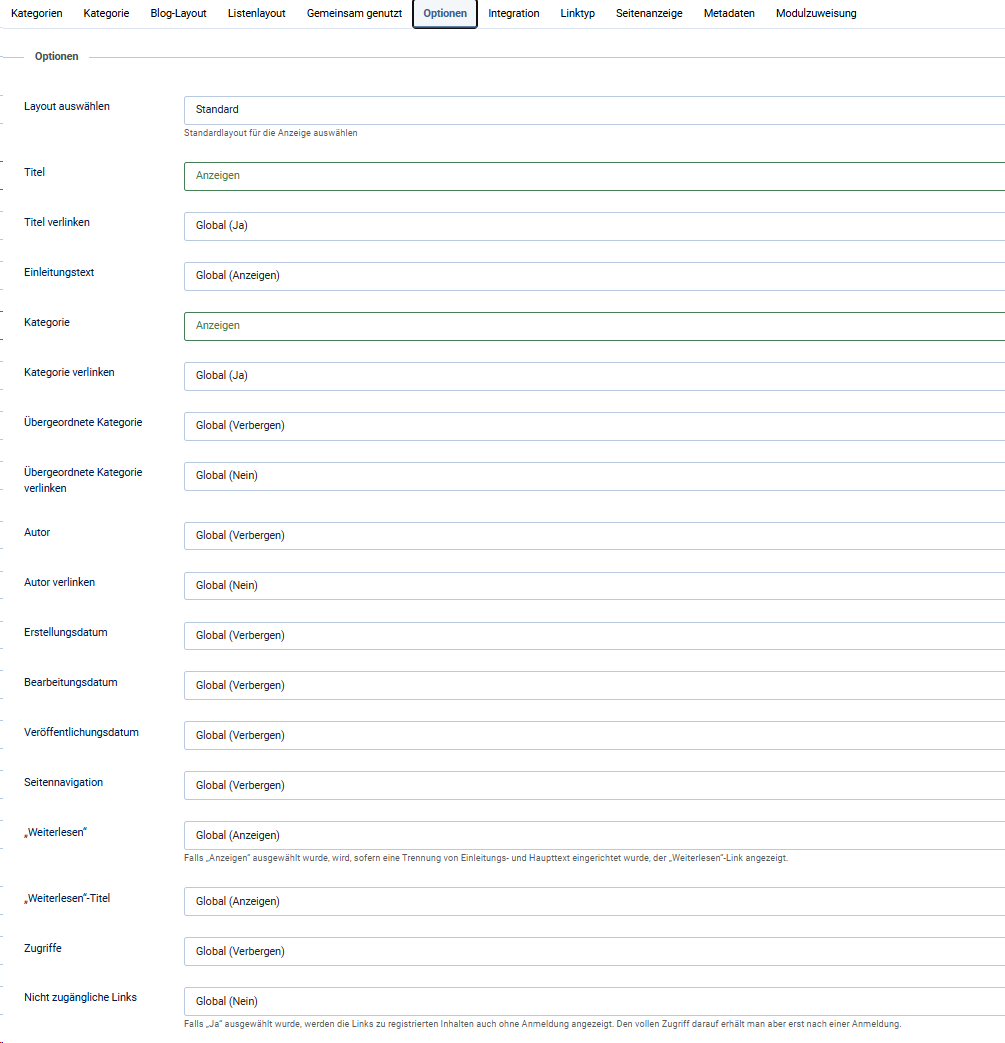 Kategorien Kategorie Blog-Layout Listenlayout Gemeinsam genutzt Optionen Integration Linktyp Seitenanzeige Metadaten Modulzuweisung
Optionen
Layout auswählen Standard
Standardlayout für die Anzeige auswählen
Titel Anzeigen
Titel verlinken Global (Ja)
Einleitungstext Global (Anzeigen)
Kategorie Anzeigen
Kategorie verlinken Global (Ja)
Übergeordnete Kategorie Global (Verbergen)
Übergeordnete Kategorie Global (Nein)
verlinken
Autor Global (Verbergen)
Autor verlinken Global (Nein)
Erstellungsdatum Global (Verbergen)
Bearbeitungsdatum Global (Verbergen)
Veröffentlichungsdatum Global (Verbergen)
Seitennavigation Global (Verbergen)
„Weiterlesen“ Global (Anzeigen)
Falls „Anzeigen“ ausgewählt wurde, wird, sofern eine Trennung von Einleitungs- und Haupttext eingerichtet wurde, der „Weiterlesen“-Link angezeigt.
„Weiterlesen“-Titel Global (Anzeigen)
Zugriffe Global (Verbergen)
Nicht zugängliche Links Global (Nein)
Falls „Ja“ ausgewählt wurde, werden die Links zu registrierten Inhalten auch ohne Anmeldung angezeigt. Den vollen Zugriff darauf erhält man aber erst nach einer Anmeldung.